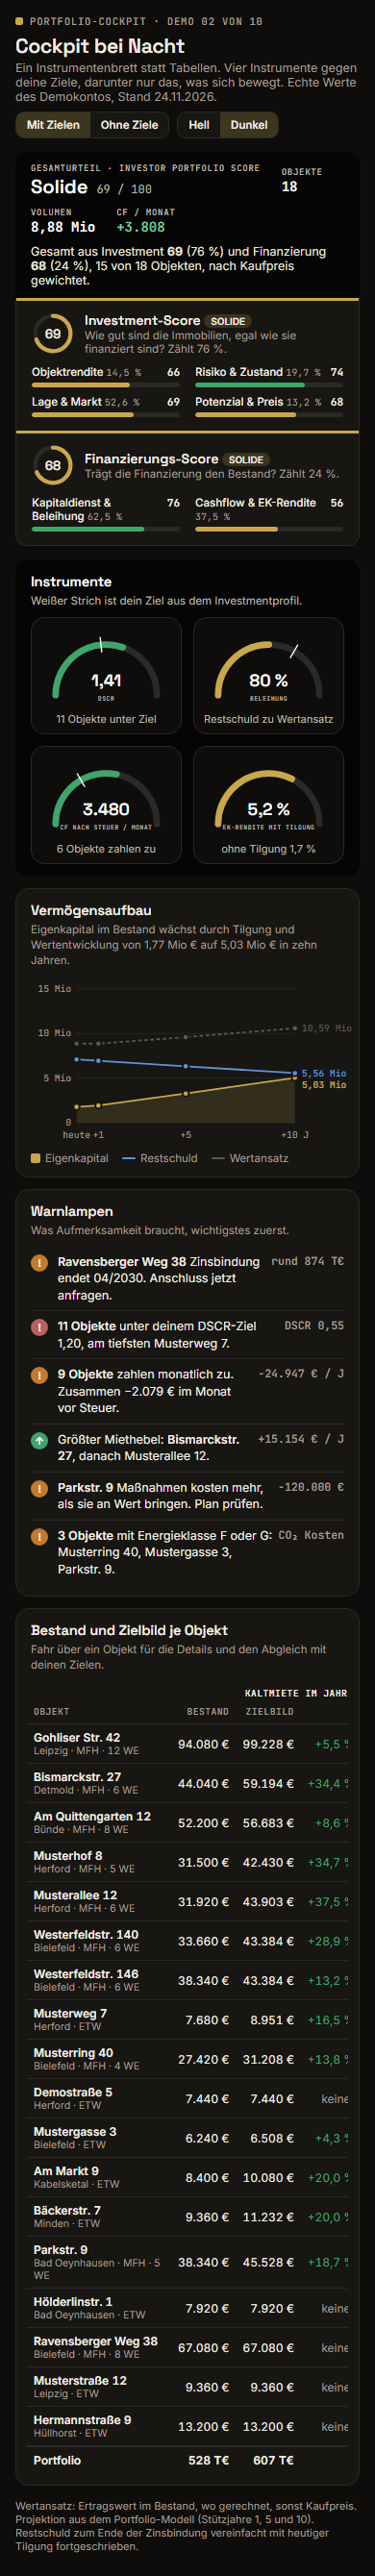 PORTFOLIO-COCKPIT · DEMO 02 VON 10
Cockpit bei Nacht
Ein Instrumentenbrett statt Tabellen. Vier Instrumente gegen
deine Ziele, darunter nur das, was sich bewegt. Echte Werte
des Demokontos, Stand 24.11.2026.
Mit Zielen Ohne Ziele Hell Dunkel
GESAMTURTEIL · INVESTOR PORTFOLIO SCORE
Solide 69 / 100
OBJEKTE
18
VOLUMEN
8,88 Mio
CF / MONAT
+3.808
Gesamt aus Investment 69 (76 %) und Finanzierung
68 (24 %), 15 von 18 Objekten, nach Kaufpreis
gewichtet.
69
Investment-Score SOLIDE
Wie gut sind die Immobilien, egal wie sie
finanziert sind? Zählt 76 %.
Objektrendite 14,5 % 66
Risiko & Zustand 19,7 % 74
Lage & Markt 52,6 % 69
Potenzial & Preis 13,2 % 68
68
Finanzierungs-Score SOLIDE
Trägt die Finanzierung den Bestand? Zählt 24 %.
Kapitaldienst &
Beleihung 62,5 %
76
Cashflow & EK-Rendite
37,5 %
56
Instrumente
Weißer Strich ist dein Ziel aus dem Investmentprofil.
1,41
DSCR
11 Objekte unter Ziel
80 %
BELEIHUNG
Restschuld zu Wertansatz
3.480
CF NACH STEUER / MONAT
6 Objekte zahlen zu
5,2 %
EK-RENDITE MIT TILGUNG
ohne Tilgung 1,7 %
Vermögensaufbau
Eigenkapital im Bestand wächst durch Tilgung und
Wertentwicklung von 1,77 Mio € auf 5,03 Mio € in zehn
Jahren.
15 Mio
10 Mio
5 Mio
0
10,59 Mio
5,56 Mio
5,03 Mio
heute +1 +5 +10 J
Eigenkapital Restschuld Wertansatz
Warnlampen
Was Aufmerksamkeit braucht, wichtigstes zuerst.
! Ravensberger Weg 38 Zinsbindung
endet 04/2030. Anschluss jetzt
anfragen.
rund 874 T€
! 11 Objekte unter deinem DSCR-Ziel
1,20, am tiefsten Musterweg 7.
DSCR 0,55
! 9 Objekte zahlen monatlich zu.
Zusammen −2.079 € im Monat
vor Steuer.
-24.947 € / J
↑ Größter Miethebel: Bismarckstr.
27, danach Musterallee 12.
+15.154 € / J
! Parkstr. 9 Maßnahmen kosten mehr,
als sie an Wert bringen. Plan prüfen.
-120.000 €
! 3 Objekte mit Energieklasse F oder G:
Musterring 40, Mustergasse 3,
Parkstr. 9.
CO₂ Kosten
Bestand und Zielbild je Objekt
Fahr über ein Objekt für die Details und den Abgleich mit
deinen Zielen.
KALTMIETE IM JAHR
OBJEKT BESTAND ZIELBILD
Gohliser Str. 42 94.080 € 99.228 € +5,5 %
Leipzig · MFH · 12 WE
Bismarckstr. 27 44.040 € 59.194 € +34,4 %
Detmold · MFH · 6 WE
Am Quittengarten 12 52.200 € 56.683 € +8,6 %
Bünde · MFH · 8 WE
Musterhof 8 31.500 € 42.430 € +34,7 %
Herford · MFH · 5 WE
Musterallee 12 31.920 € 43.903 € +37,5 %
Herford · MFH · 6 WE
Westerfeldstr. 140 33.660 € 43.384 € +28,9 %
Bielefeld · MFH · 6 WE
Westerfeldstr. 146 38.340 € 43.384 € +13,2 %
Bielefeld · MFH · 6 WE
Musterweg 7 7.680 € 8.951 € +16,5 %
Herford · ETW
Musterring 40 27.420 € 31.208 € +13,8 %
Bielefeld · MFH · 4 WE
Demostraße 5 7.440 € 7.440 € keine
Herford · ETW
Mustergasse 3 6.240 € 6.508 € +4,3 %
Bielefeld · ETW
Am Markt 9 8.400 € 10.080 € +20,0 %
Kabelsketal · ETW
Bäckerstr. 7 9.360 € 11.232 € +20,0 %
Minden · ETW
Parkstr. 9 38.340 € 45.528 € +18,7 %
Bad Oeynhausen · MFH · 5
WE
Hölderlinstr. 1 7.920 € 7.920 € keine
Bad Oeynhausen · ETW
Ravensberger Weg 38 67.080 € 67.080 € keine
Bielefeld · MFH · 8 WE
Musterstraße 12 9.360 € 9.360 € keine
Leipzig · ETW
Hermannstraße 9 13.200 € 13.200 € keine
Hüllhorst · ETW
Portfolio 528 T€ 607 T€
Wertansatz: Ertragswert im Bestand, wo gerechnet, sonst Kaufpreis.
Projektion aus dem Portfolio-Modell (Stützjahre 1, 5 und 10).
Restschuld zum Ende der Zinsbindung vereinfacht mit heutiger
Tilgung fortgeschrieben.